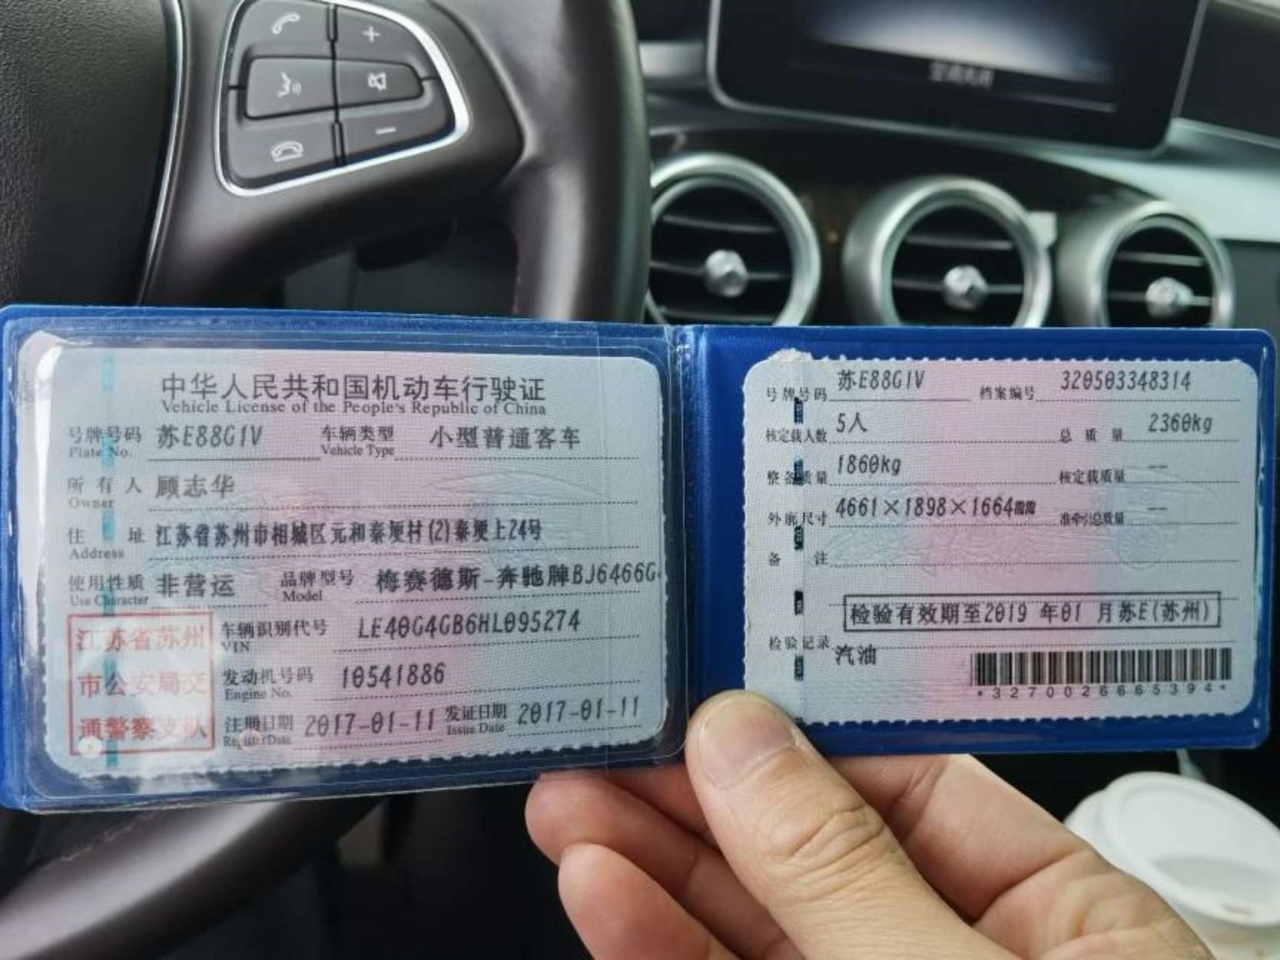 中华人民共和国机动车行驶证
Vehicle License of the People's Republic of China
号牌号码 苏E88G1V 车辆类型 小型普通客车
Plate No. Vehicle Type
所有人 顾志华
Owner
住址 江苏省苏州市相城区元和秦埂村(2)秦埂上24号
Address
使用性质 非营运 品牌型号 梅赛德斯-奔驰牌BJ6466G
Use Character Model
江苏省苏州
市公安局交
通警察支队
车辆识别代号 LE40G4GB6HL095274
VIN
发动机号码 10541886
Engine No.
注册日期 2017-01-11 发证日期 2017-01-11
Register Date Issue Date
号牌号码 苏E88G1V 档案编号 320503348314
核定载人数 5人 总质量 2360kg
整备质量 1860kg 核定载质量 --
外廓尺寸 4661×1898×1664mm 准牵引总质量 --
备注
检验有效期至2019 年01 月苏E(苏州)
检验记录
汽油
*3270026665394*